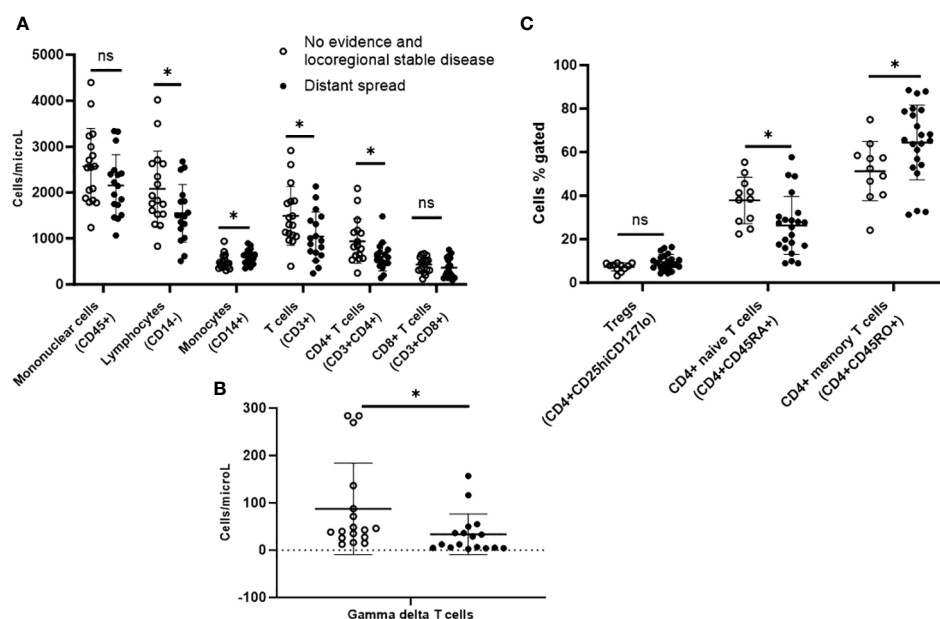 A
No evidence and
locoregional stable disease
Distant spread
5000
4000
3000
2000
1000
0
Cells/microL
ns
*
*
*
*
ns
Mononuclear cells
(CD45+)
Lymphocytes
(CD14-)
Monocytes
(CD14+)
T cells
(CD3+)
CD4+ T cells
(CD3+CD4+)
CD8+ T cells
(CD3+CD8+)
B
300
200
100
0
-100
Cells/microL
*
Gamma delta T cells
C
100
80
60
40
20
0
Cells % gated
ns
*
*
Tregs
(CD4+CD25hiCD127lo)
CD4+ naive T cells
(CD4+CD45RA+)
CD4+ memory T cells
(CD4+CD45RO+)